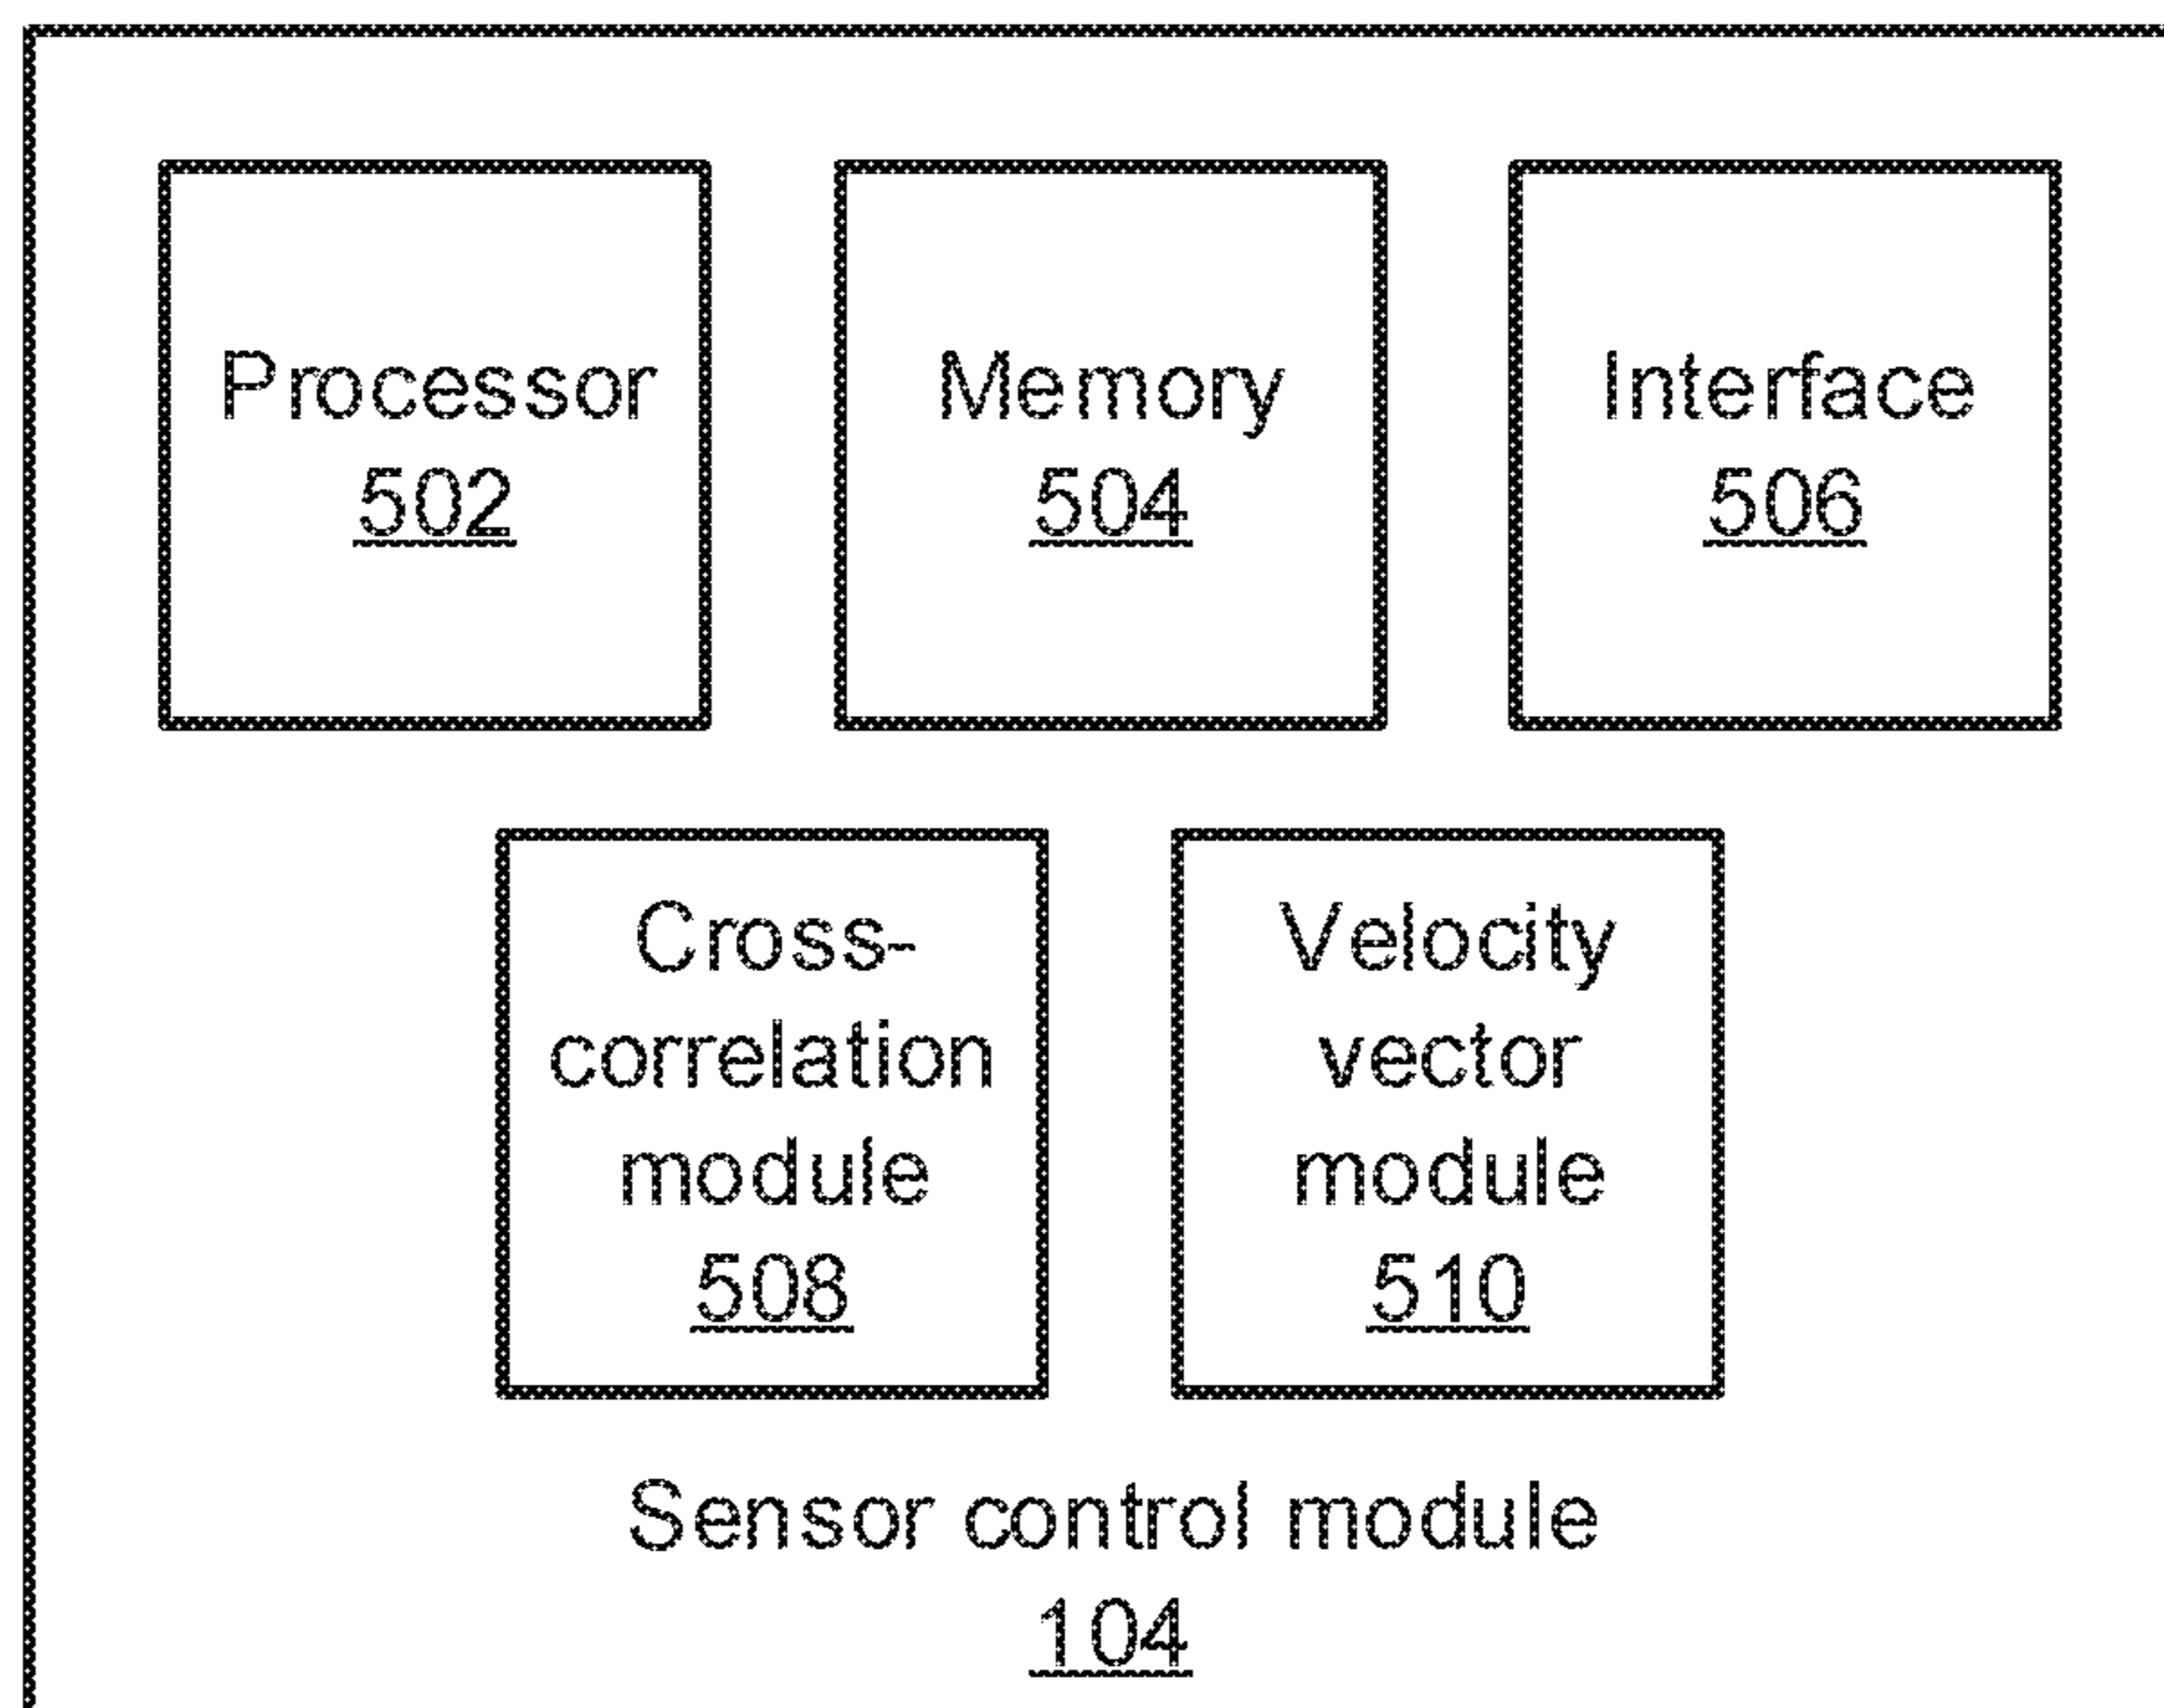 Processor
502
Memory
504
Interface
506
Cross-
correlation
module
508
Velocity
vector
module
510
Sensor control module
104